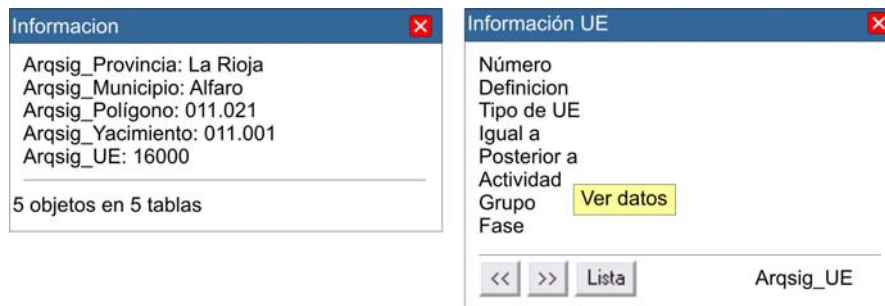 Informacion
Arqsig_Provincia: La Rioja
Arqsig_Municipio: Alfaro
Arqsig_Polígono: 011.021
Arqsig_Yacimiento: 011.001
Arqsig_UE: 16000
5 objetos en 5 tablas
Información UE
Número
Definicion
Tipo de UE
Igual a
Posterior a
Actividad
Grupo
Ver datos
Fase
<< >> Lista Arqsig_UE